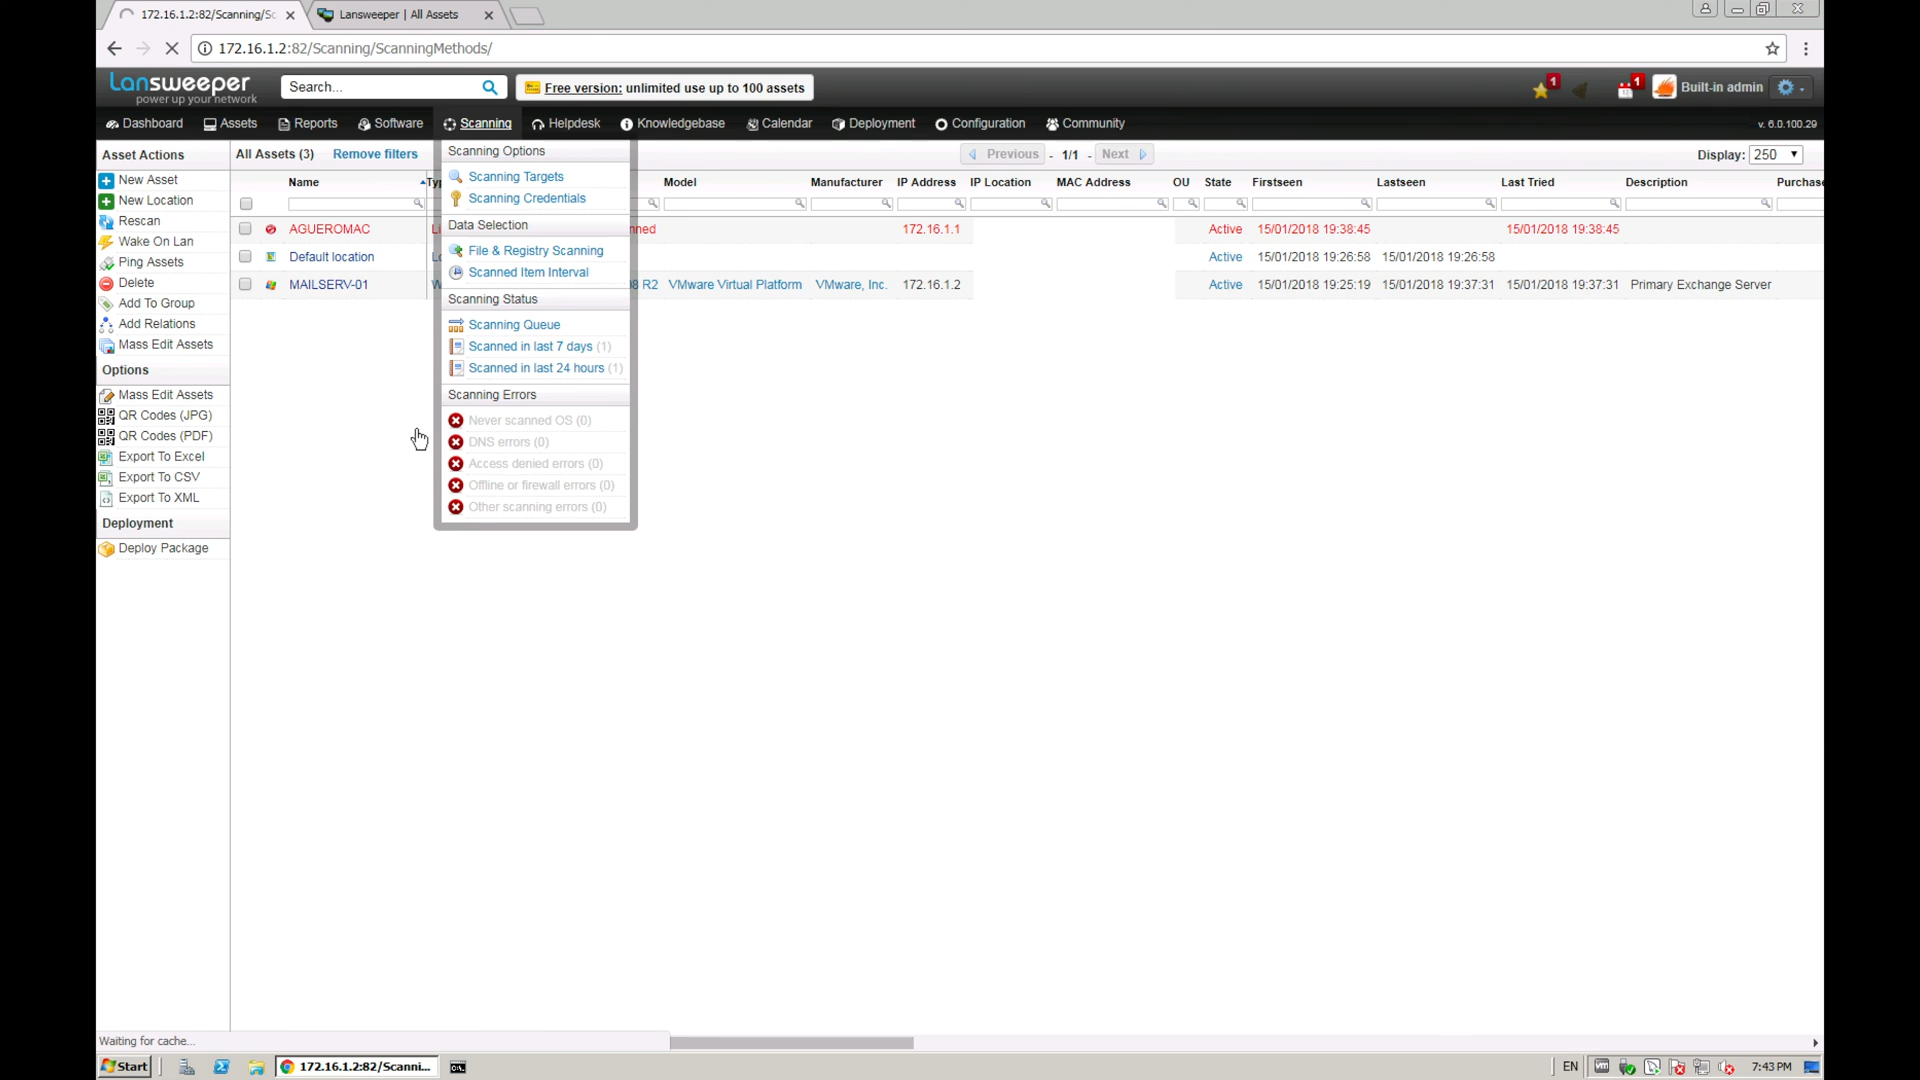 172.16.1.2:82/Scanning/Sc
Lansweeper | All Assets
172.16.1.2:82/Scanning/ScanningMethods/
Lansweeper
power up your network
Search...
Free version: unlimited use up to 100 assets
1
1
Built-in admin
Dashboard Assets Reports Software Scanning Helpdesk Knowledgebase Calendar Deployment Configuration Community
v. 6.0.100.29
Asset Actions
New Asset
New Location
Rescan
Wake On Lan
Ping Assets
Delete
Add To Group
Add Relations
Mass Edit Assets
Options
Mass Edit Assets
QR Codes (JPG)
QR Codes (PDF)
Export To Excel
Export To CSV
Export To XML
Deployment
Deploy Package
All Assets (3) Remove filters
Previous - 1/1 - Next
Display: 250
Name Typ Model Manufacturer IP Address IP Location MAC Address OU State Firstseen Lastseen Last Tried Description Purchase
AGUEROMAC Li nned 172.16.1.1 Active 15/01/2018 19:38:45 15/01/2018 19:38:45
Default location Lo Active 15/01/2018 19:26:58 15/01/2018 19:26:58
MAILSERV-01 W 08 R2 VMware Virtual Platform VMware, Inc. 172.16.1.2 Active 15/01/2018 19:25:19 15/01/2018 19:37:31 15/01/2018 19:37:31 Primary Exchange Server
Scanning Options
Scanning Targets
Scanning Credentials
Data Selection
File & Registry Scanning
Scanned Item Interval
Scanning Status
Scanning Queue
Scanned in last 7 days (1)
Scanned in last 24 hours (1)
Scanning Errors
Never scanned OS (0)
DNS errors (0)
Access denied errors (0)
Offline or firewall errors (0)
Other scanning errors (0)
Waiting for cache...
Start
172.16.1.2:82/Scanni...
EN
7:43 PM